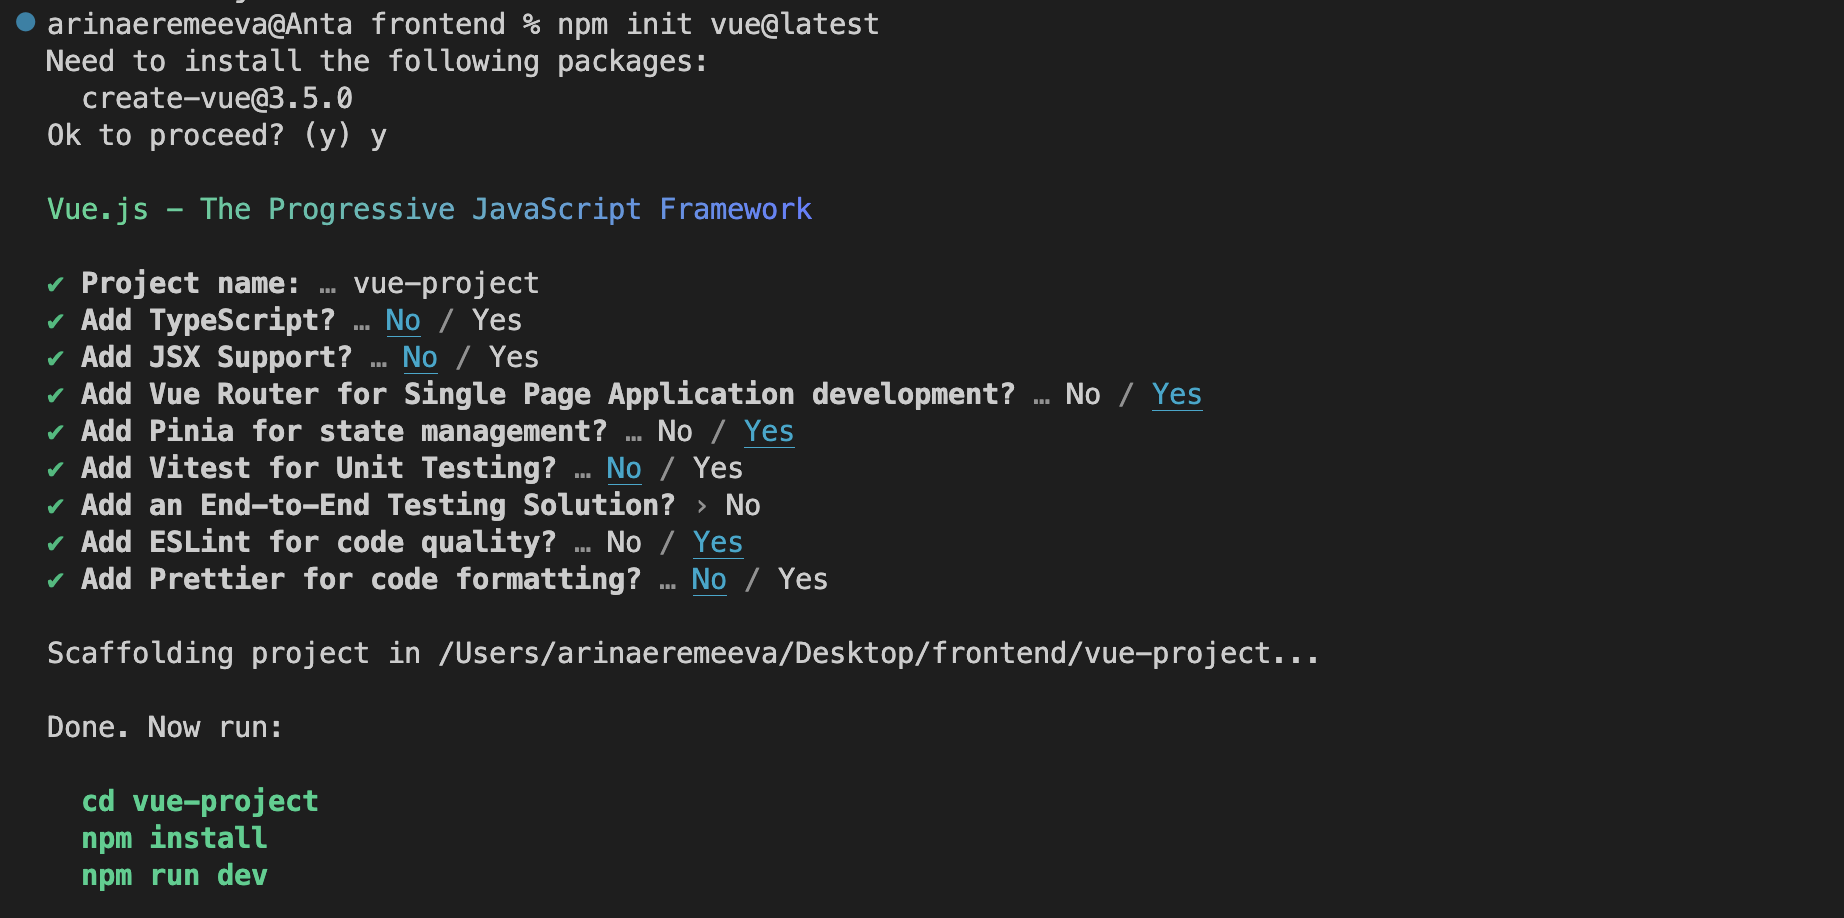 arinaeremeeva@Anta frontend % npm init vue@latest
Need to install the following packages:
  create-vue@3.5.0
Ok to proceed? (y) y
Vue.js - The Progressive JavaScript Framework
✔ Project name: … vue-project
✔ Add TypeScript? … No / Yes
✔ Add JSX Support? … No / Yes
✔ Add Vue Router for Single Page Application development? … No / Yes
✔ Add Pinia for state management? … No / Yes
✔ Add Vitest for Unit Testing? … No / Yes
✔ Add an End-to-End Testing Solution? › No
✔ Add ESLint for code quality? … No / Yes
✔ Add Prettier for code formatting? … No / Yes
Scaffolding project in /Users/arinaeremeeva/Desktop/frontend/vue-project...
Done. Now run:
  cd vue-project
  npm install
  npm run dev